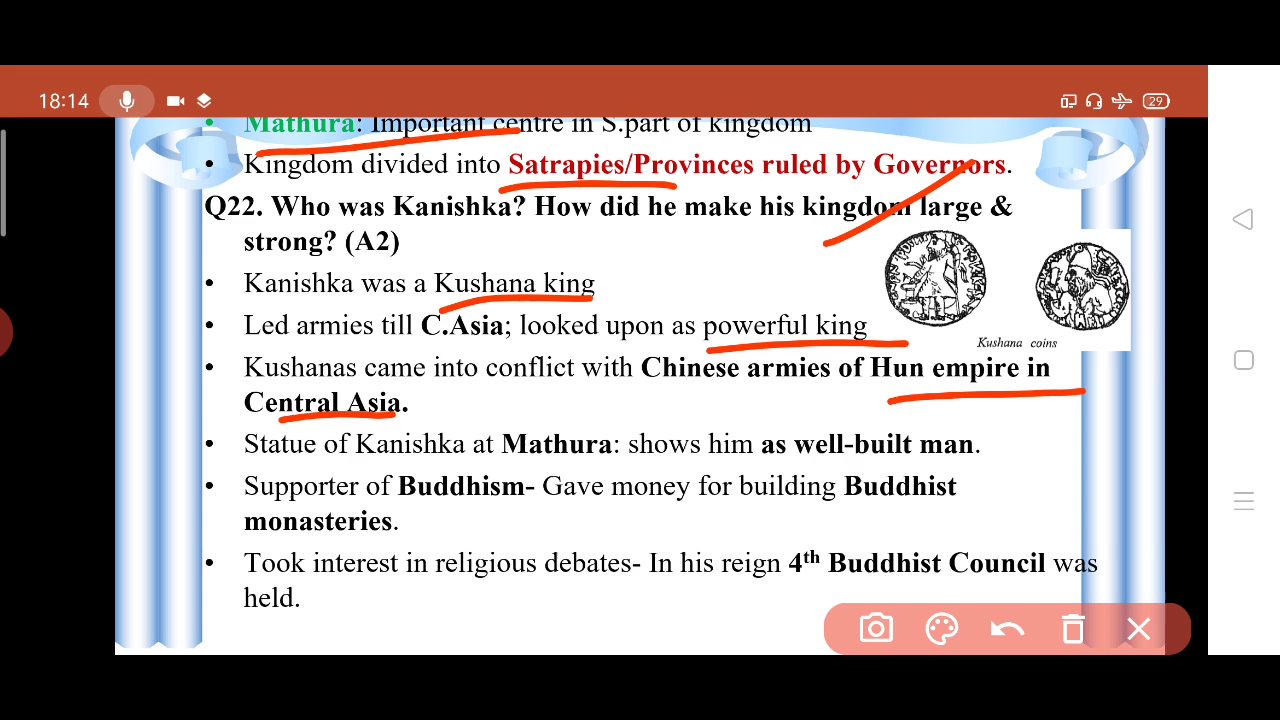 18:14
29
Mathura: Important centre in S.part of kingdom
• Kingdom divided into Satrapies/Provinces ruled by Governors.
Q22. Who was Kanishka? How did he make his kingdom large &
strong? (A2)
• Kanishka was a Kushana king
• Led armies till C.Asia; looked upon as powerful king
Kushana coins
• Kushanas came into conflict with Chinese armies of Hun empire in
Central Asia.
• Statue of Kanishka at Mathura: shows him as well-built man.
• Supporter of Buddhism- Gave money for building Buddhist
monasteries.
• Took interest in religious debates- In his reign 4th Buddhist Council was
held.